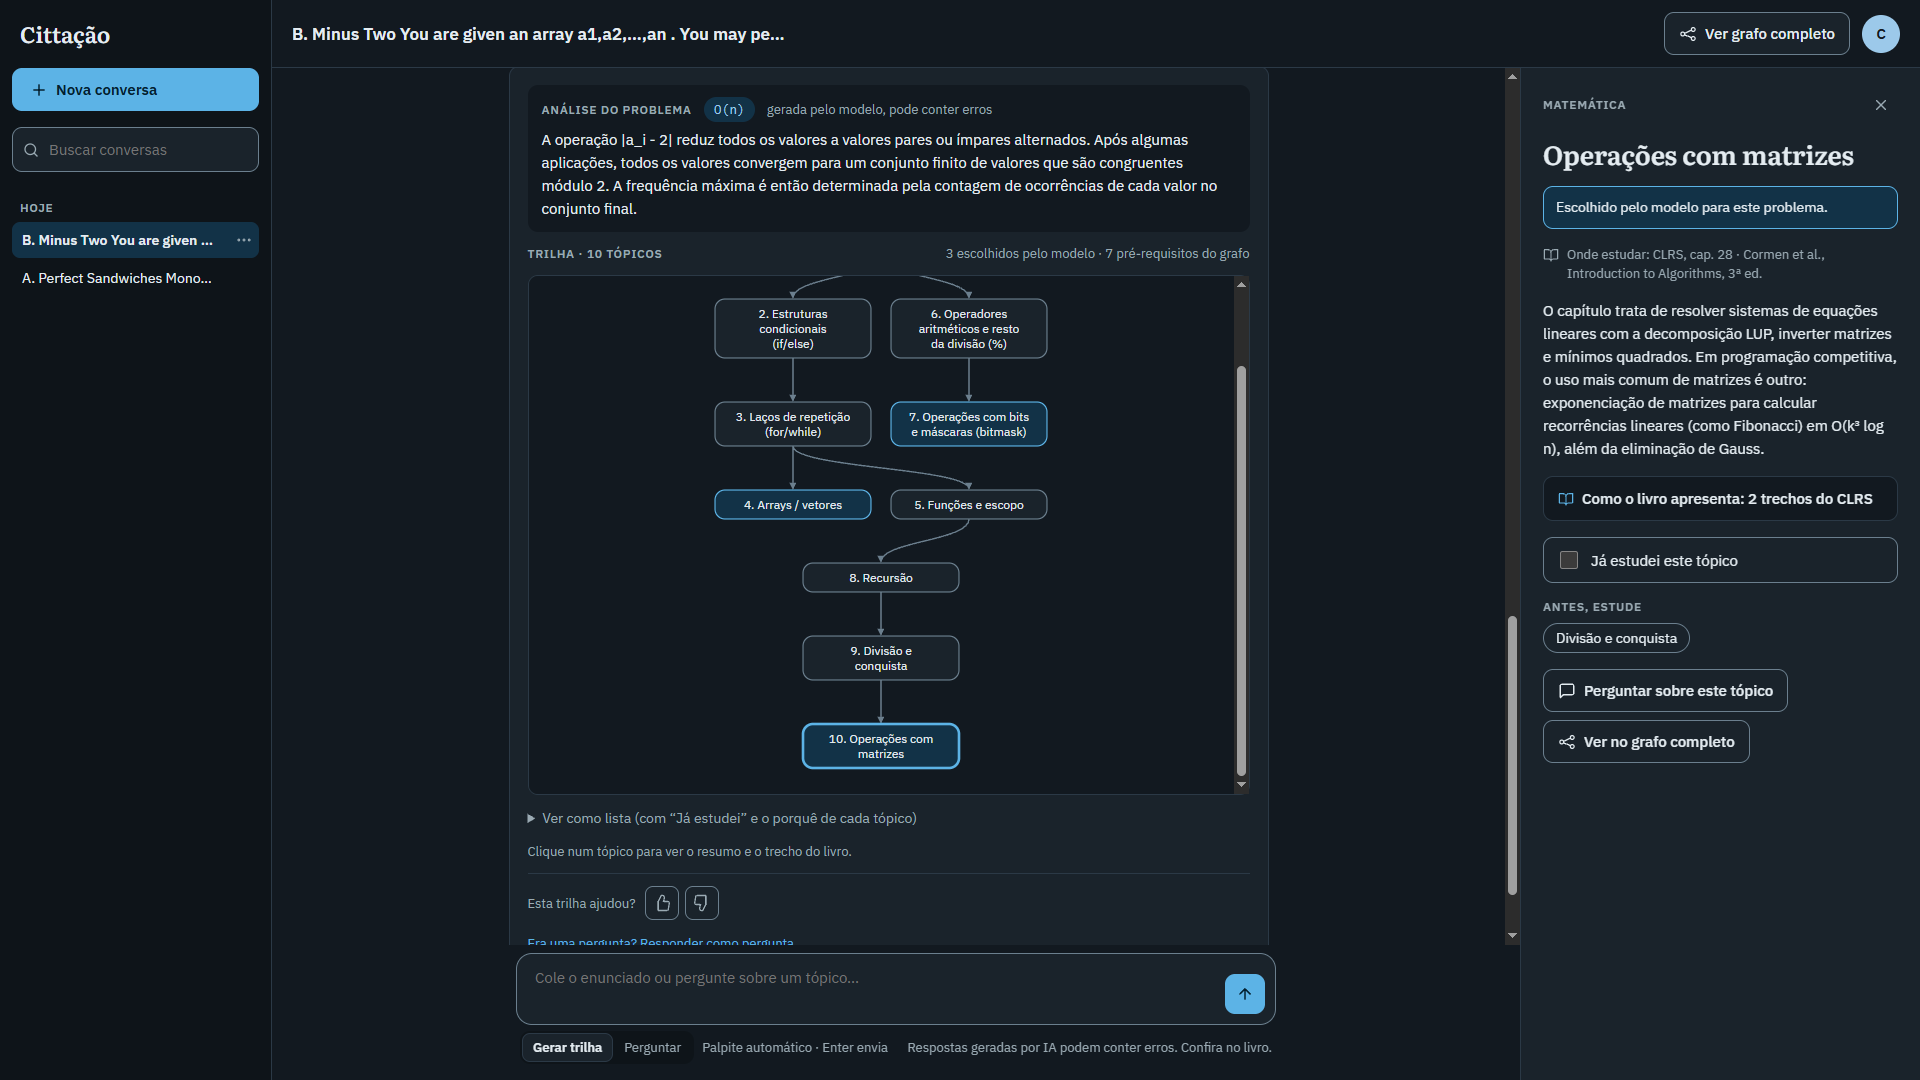 Cittação
Nova conversa
Buscar conversas
HOJE
B. Minus Two You are given ...
A. Perfect Sandwiches Mono...
B. Minus Two You are given an array a1,a2,...,an . You may pe...
Ver grafo completo
C
ANÁLISE DO PROBLEMA O(n) gerada pelo modelo, pode conter erros
A operação |a_i - 2| reduz todos os valores a valores pares ou ímpares alternados. Após algumas
aplicações, todos os valores convergem para um conjunto finito de valores que são congruentes
módulo 2. A frequência máxima é então determinada pela contagem de ocorrências de cada valor no
conjunto final.
TRILHA · 10 TÓPICOS
3 escolhidos pelo modelo · 7 pré-requisitos do grafo
2. Estruturas
condicionais
(if/else)
6. Operadores
aritméticos e resto
da divisão (%)
3. Laços de repetição
(for/while)
7. Operações com bits
e máscaras (bitmask)
4. Arrays / vetores
5. Funções e escopo
8. Recursão
9. Divisão e
conquista
10. Operações com
matrizes
Ver como lista (com “Já estudei” e o porquê de cada tópico)
Clique num tópico para ver o resumo e o trecho do livro.
Esta trilha ajudou?
Era uma pergunta? Responder como pergunta
Cole o enunciado ou pergunte sobre um tópico...
Gerar trilha
Perguntar
Palpite automático · Enter envia
Respostas geradas por IA podem conter erros. Confira no livro.
MATEMÁTICA
Operações com matrizes
Escolhido pelo modelo para este problema.
Onde estudar: CLRS, cap. 28 · Cormen et al.,
Introduction to Algorithms, 3ª ed.
O capítulo trata de resolver sistemas de equações
lineares com a decomposição LUP, inverter matrizes
e mínimos quadrados. Em programação competitiva,
o uso mais comum de matrizes é outro:
exponenciação de matrizes para calcular
recorrências lineares (como Fibonacci) em O(k³ log
n), além da eliminação de Gauss.
Como o livro apresenta: 2 trechos do CLRS
Já estudei este tópico
ANTES, ESTUDE
Divisão e conquista
Perguntar sobre este tópico
Ver no grafo completo